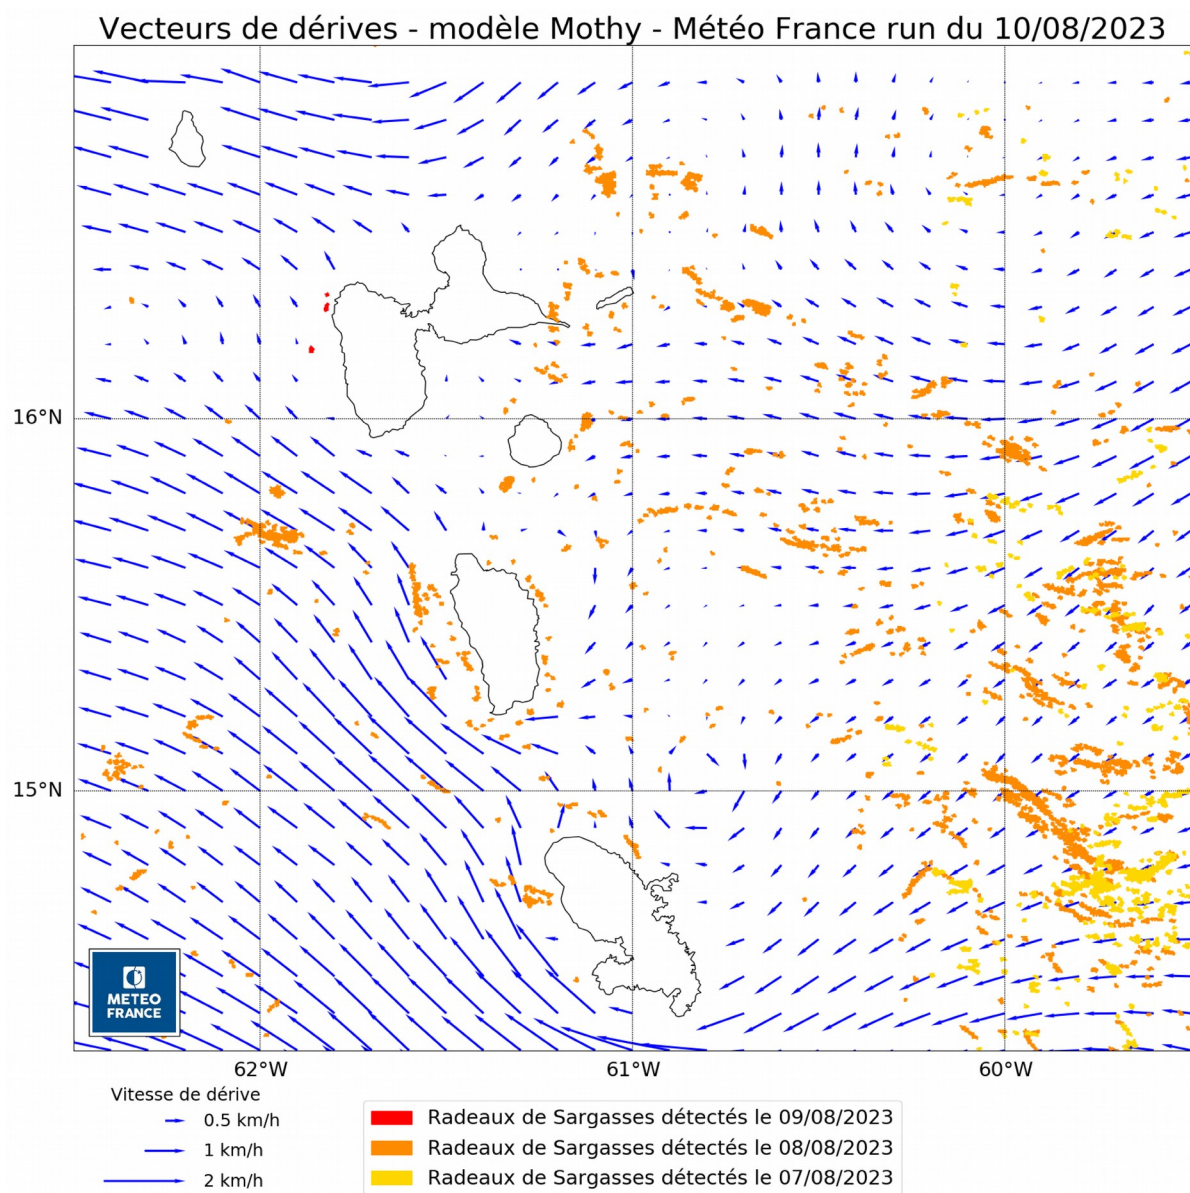 Vecteurs de dérives - modèle Mothy - Météo France run du 10/08/2023
16°N
15°N
METEO
FRANCE
62°W
61°W
60°W
Vitesse de dérive
0.5 km/h
1 km/h
2 km/h
Radeaux de Sargasses détectés le 09/08/2023
Radeaux de Sargasses détectés le 08/08/2023
Radeaux de Sargasses détectés le 07/08/2023